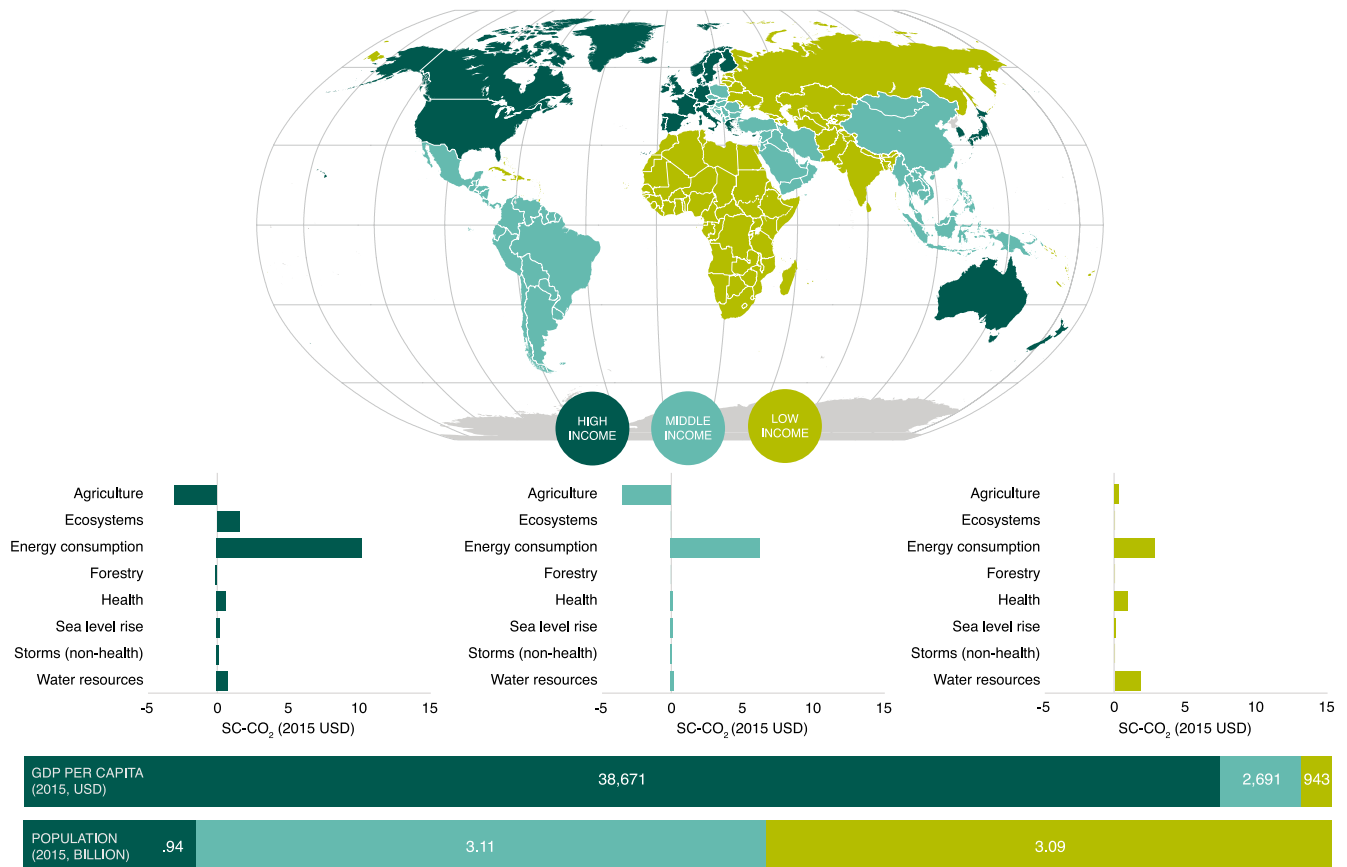 HIGH
INCOME
MIDDLE
INCOME
LOW
INCOME
Agriculture
Ecosystems
Energy consumption
Forestry
Health
Sea level rise
Storms (non-health)
Water resources
-5 0 5 10 15
SC-CO₂ (2015 USD)
Agriculture
Ecosystems
Energy consumption
Forestry
Health
Sea level rise
Storms (non-health)
Water resources
-5 0 5 10 15
SC-CO₂ (2015 USD)
Agriculture
Ecosystems
Energy consumption
Forestry
Health
Sea level rise
Storms (non-health)
Water resources
-5 0 5 10 15
SC-CO₂ (2015 USD)
GDP PER CAPITA
(2015, USD)
38,671 2,691 943
POPULATION
(2015, BILLION)
.94 3.11 3.09